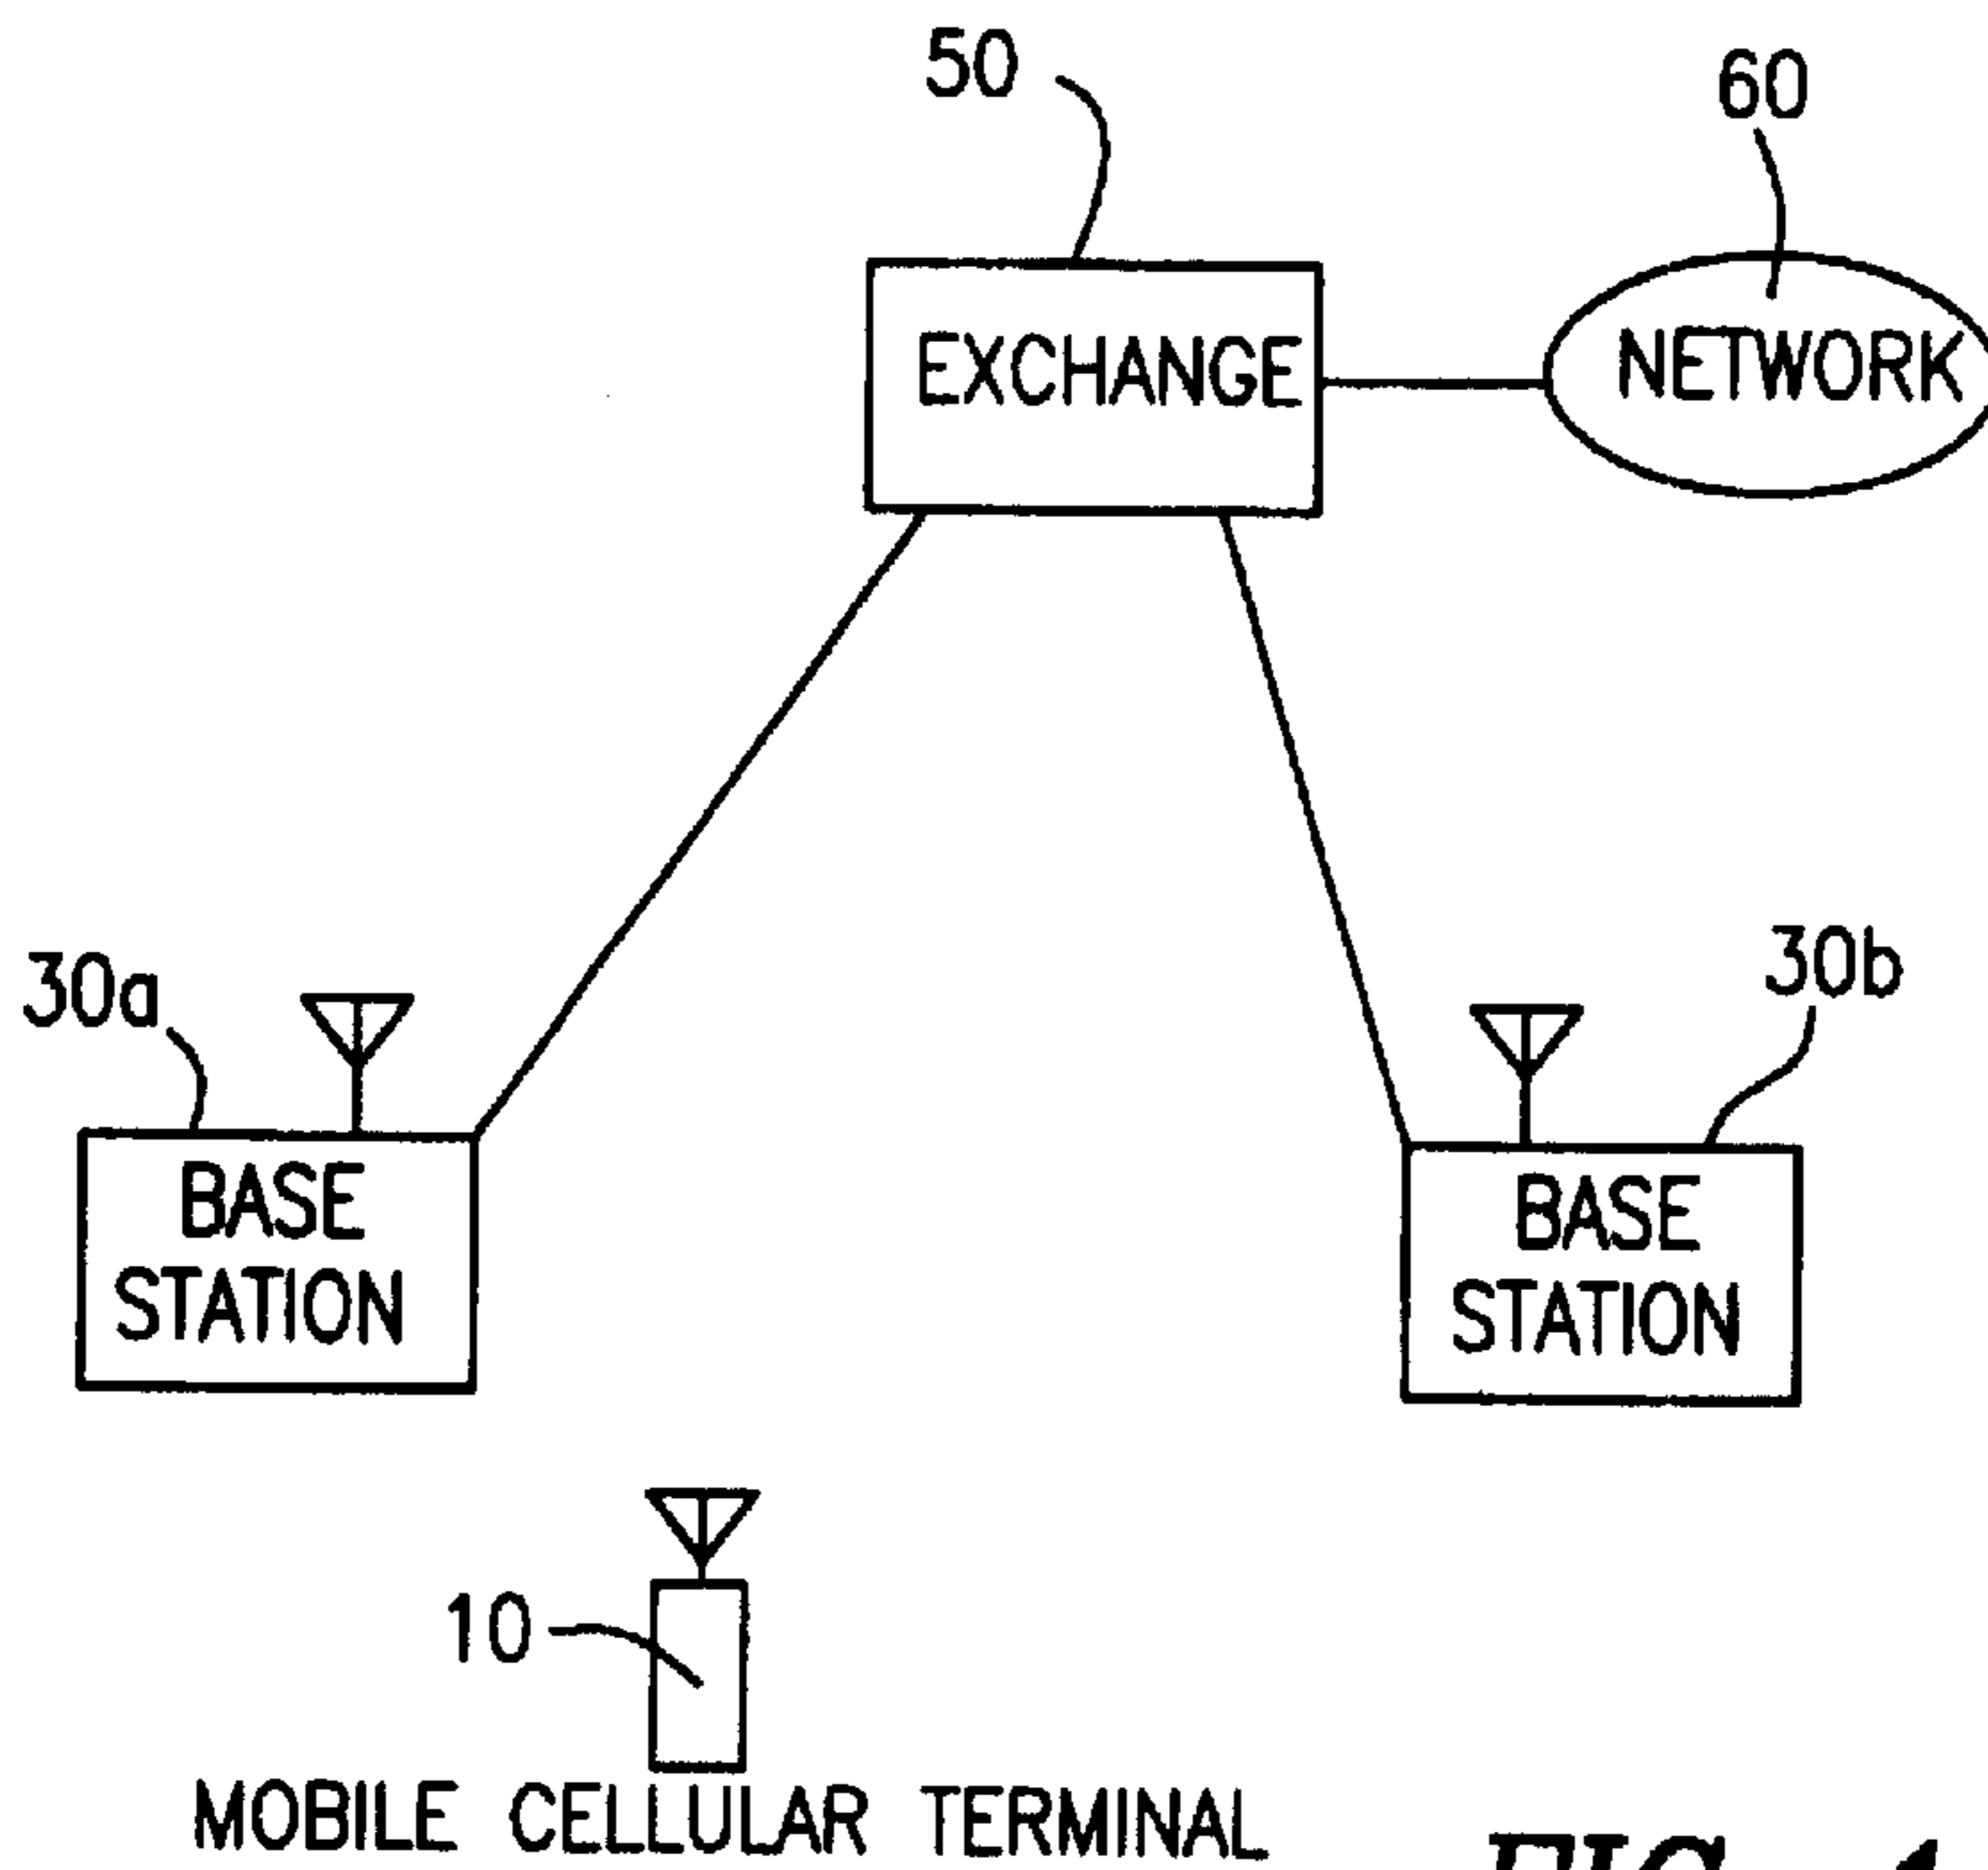 50
60
EXCHANGE
NETWORK
30a
30b
BASE
STATION
BASE
STATION
10
MOBILE CELLULAR TERMINAL